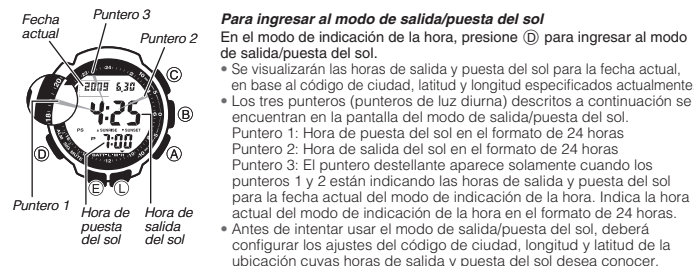 Fecha
actual
Puntero 3
Puntero 2
2009 6.30
4:25
SUNRISE SUNSET
PS
P 7:00
BATT
D
C
B
A
E
L
Puntero 1
Hora de
puesta
del sol
Hora de
salida
del sol
Para ingresar al modo de salida/puesta del sol
En el modo de indicación de la hora, presione Ⓓ para ingresar al modo
de salida/puesta del sol.
• Se visualizarán las horas de salida y puesta del sol para la fecha actual,
en base al código de ciudad, latitud y longitud especificados actualmente
• Los tres punteros (punteros de luz diurna) descritos a continuación se
encuentran en la pantalla del modo de salida/puesta del sol.
Puntero 1: Hora de puesta del sol en el formato de 24 horas
Puntero 2: Hora de salida del sol en el formato de 24 horas
Puntero 3: El puntero destellante aparece solamente cuando los
punteros 1 y 2 están indicando las horas de salida y puesta del sol
para la fecha actual del modo de indicación de la hora. Indica la hora
actual del modo de indicación de la hora en el formato de 24 horas.
• Antes de intentar usar el modo de salida/puesta del sol, deberá
configurar los ajustes del código de ciudad, longitud y latitud de la
ubicación cuyas horas de salida y puesta del sol desea conocer.